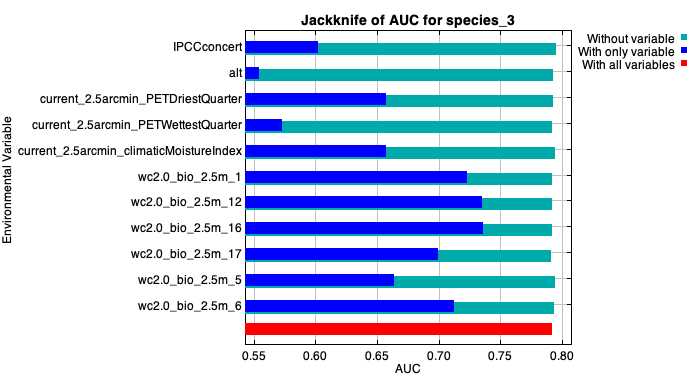 Jackknife of AUC for species_3
Without variable
With only variable
With all variables
Environmental Variable
IPCCconcert
alt
current_2.5arcmin_PETDriestQuarter
current_2.5arcmin_PETWettestQuarter
current_2.5arcmin_climaticMoistureIndex
wc2.0_bio_2.5m_1
wc2.0_bio_2.5m_12
wc2.0_bio_2.5m_16
wc2.0_bio_2.5m_17
wc2.0_bio_2.5m_5
wc2.0_bio_2.5m_6
0.55 0.60 0.65 0.70 0.75 0.80
AUC